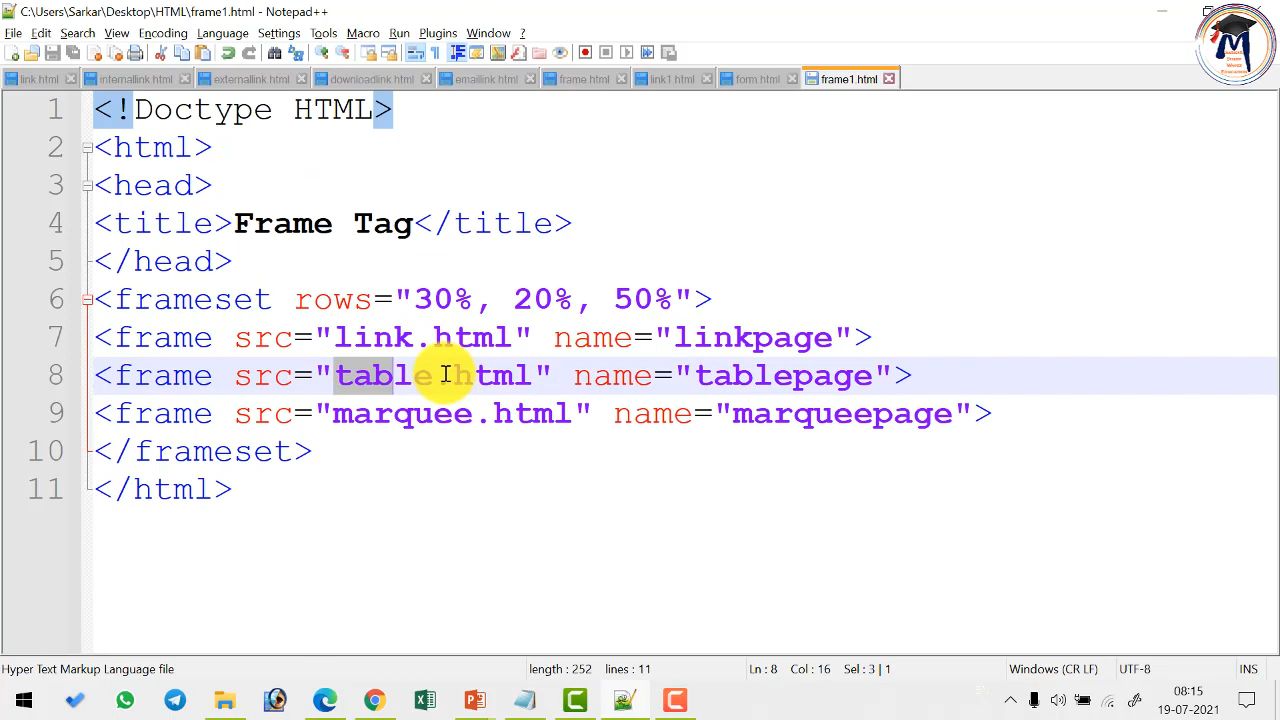 C:\Users\Sarkar\Desktop\HTML\frame1.html - Notepad++
File Edit Search View Encoding Language Settings Tools Macro Run Plugins Window ?
link.html internallink.html externallink.html downloadlink.html emaillink.html frame.html link1.html form.html frame1.html
1 <!Doctype HTML>
2 <html>
3 <head>
4 <title>Frame Tag</title>
5 </head>
6 <frameset rows="30%, 20%, 50%">
7 <frame src="link.html" name="linkpage">
8 <frame src="table.html" name="tablepage">
9 <frame src="marquee.html" name="marqueepage">
10 </frameset>
11 </html>
Hyper Text Markup Language file length : 252 lines : 11 Ln : 8 Col : 16 Sel : 3 | 1 Windows (CR LF) UTF-8 INS
08:15
19-07-2021